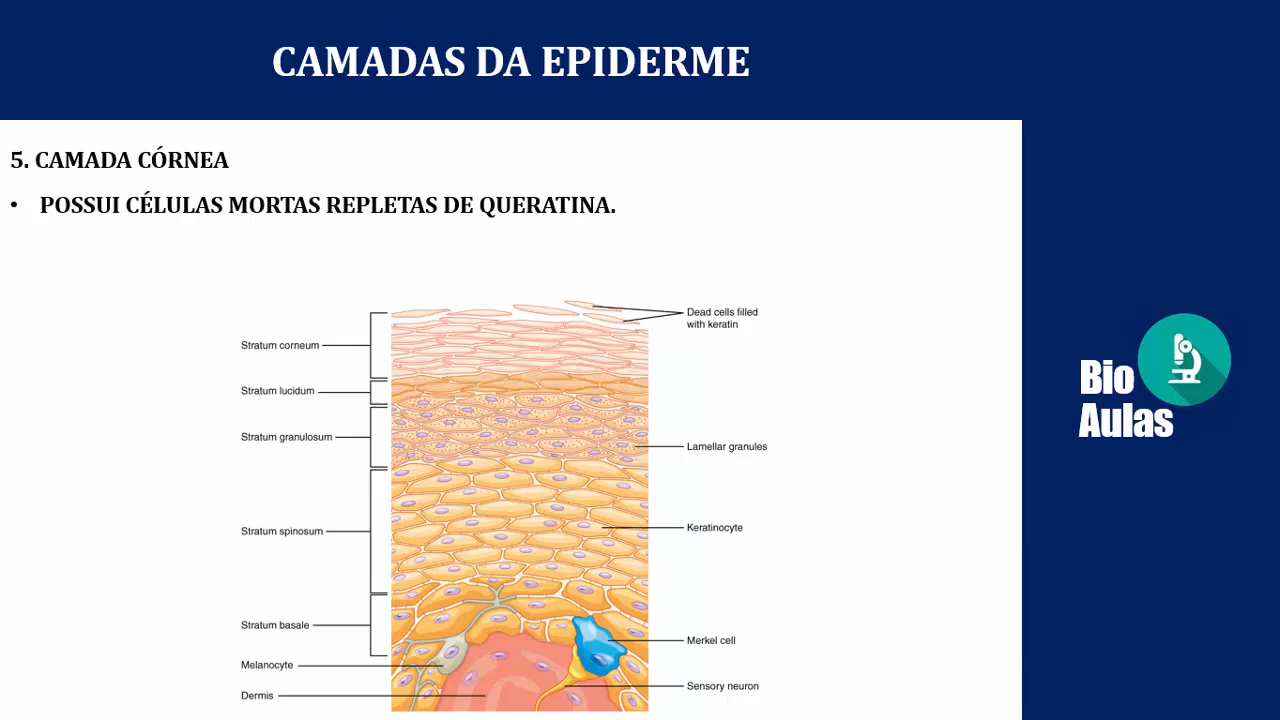 CAMADAS DA EPIDERME
5. CAMADA CÓRNEA
• POSSUI CÉLULAS MORTAS REPLETAS DE QUERATINA.
Dead cells filled
with keratin
Stratum corneum
Stratum lucidum
Stratum granulosum
Lamellar granules
Stratum spinosum
Keratinocyte
Stratum basale
Merkel cell
Melanocyte
Sensory neuron
Dermis
Bio
Aulas